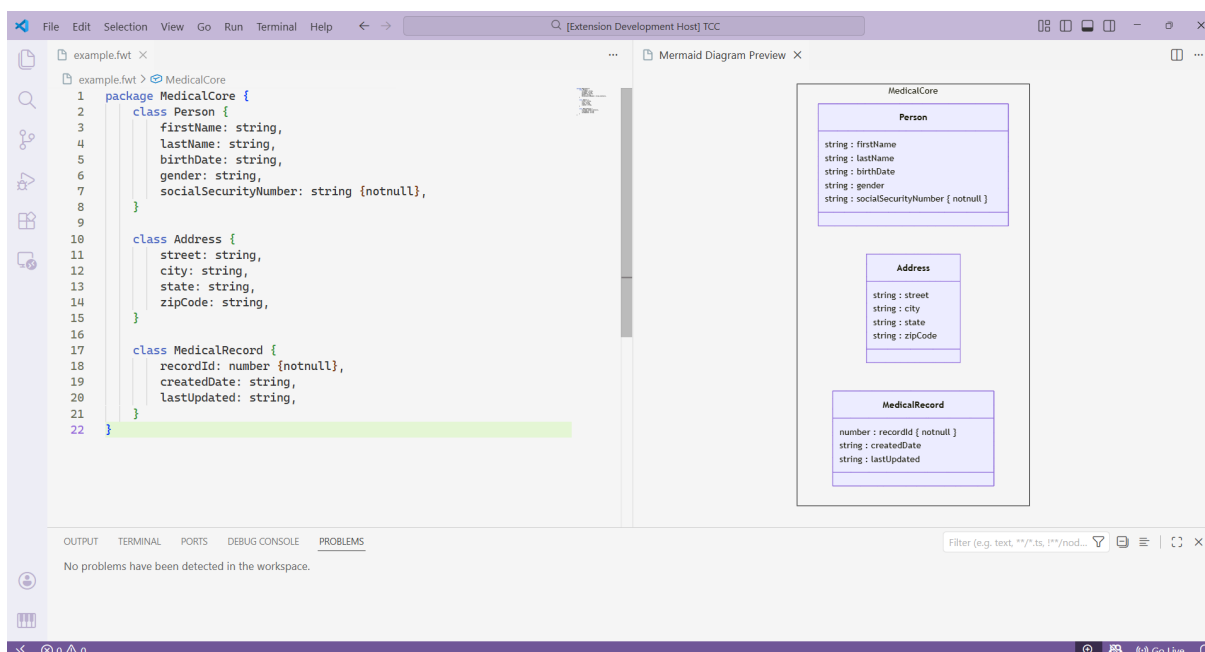 File Edit Selection View Go Run Terminal Help [Extension Development Host] TCC
example.fwt
example.fwt > MedicalCore
1 package MedicalCore {
2 class Person {
3 firstName: string,
4 lastName: string,
5 birthDate: string,
6 gender: string,
7 socialSecurityNumber: string {notnull},
8 }
9
10 class Address {
11 street: string,
12 city: string,
13 state: string,
14 zipCode: string,
15 }
16
17 class MedicalRecord {
18 recordId: number {notnull},
19 createdDate: string,
20 lastUpdated: string,
21 }
22 }
Mermaid Diagram Preview
MedicalCore
Person
string : firstName
string : lastName
string : birthDate
string : gender
string : socialSecurityNumber { notnull }
Address
string : street
string : city
string : state
string : zipCode
MedicalRecord
number : recordId { notnull }
string : createdDate
string : lastUpdated
OUTPUT TERMINAL PORTS DEBUG CONSOLE PROBLEMS Filter (e.g. text, **/*.ts, !**/nod...
No problems have been detected in the workspace.
0 0 Go Live